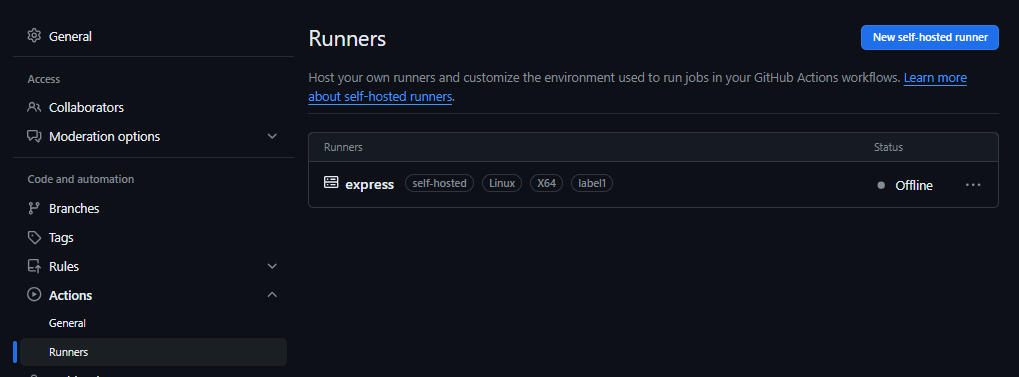 General
Access
Collaborators
Moderation options
Code and automation
Branches
Tags
Rules
Actions
General
Runners
Runners
New self-hosted runner
Host your own runners and customize the environment used to run jobs in your GitHub Actions workflows. Learn more
about self-hosted runners.
Runners Status
express self-hosted Linux X64 label1 Offline